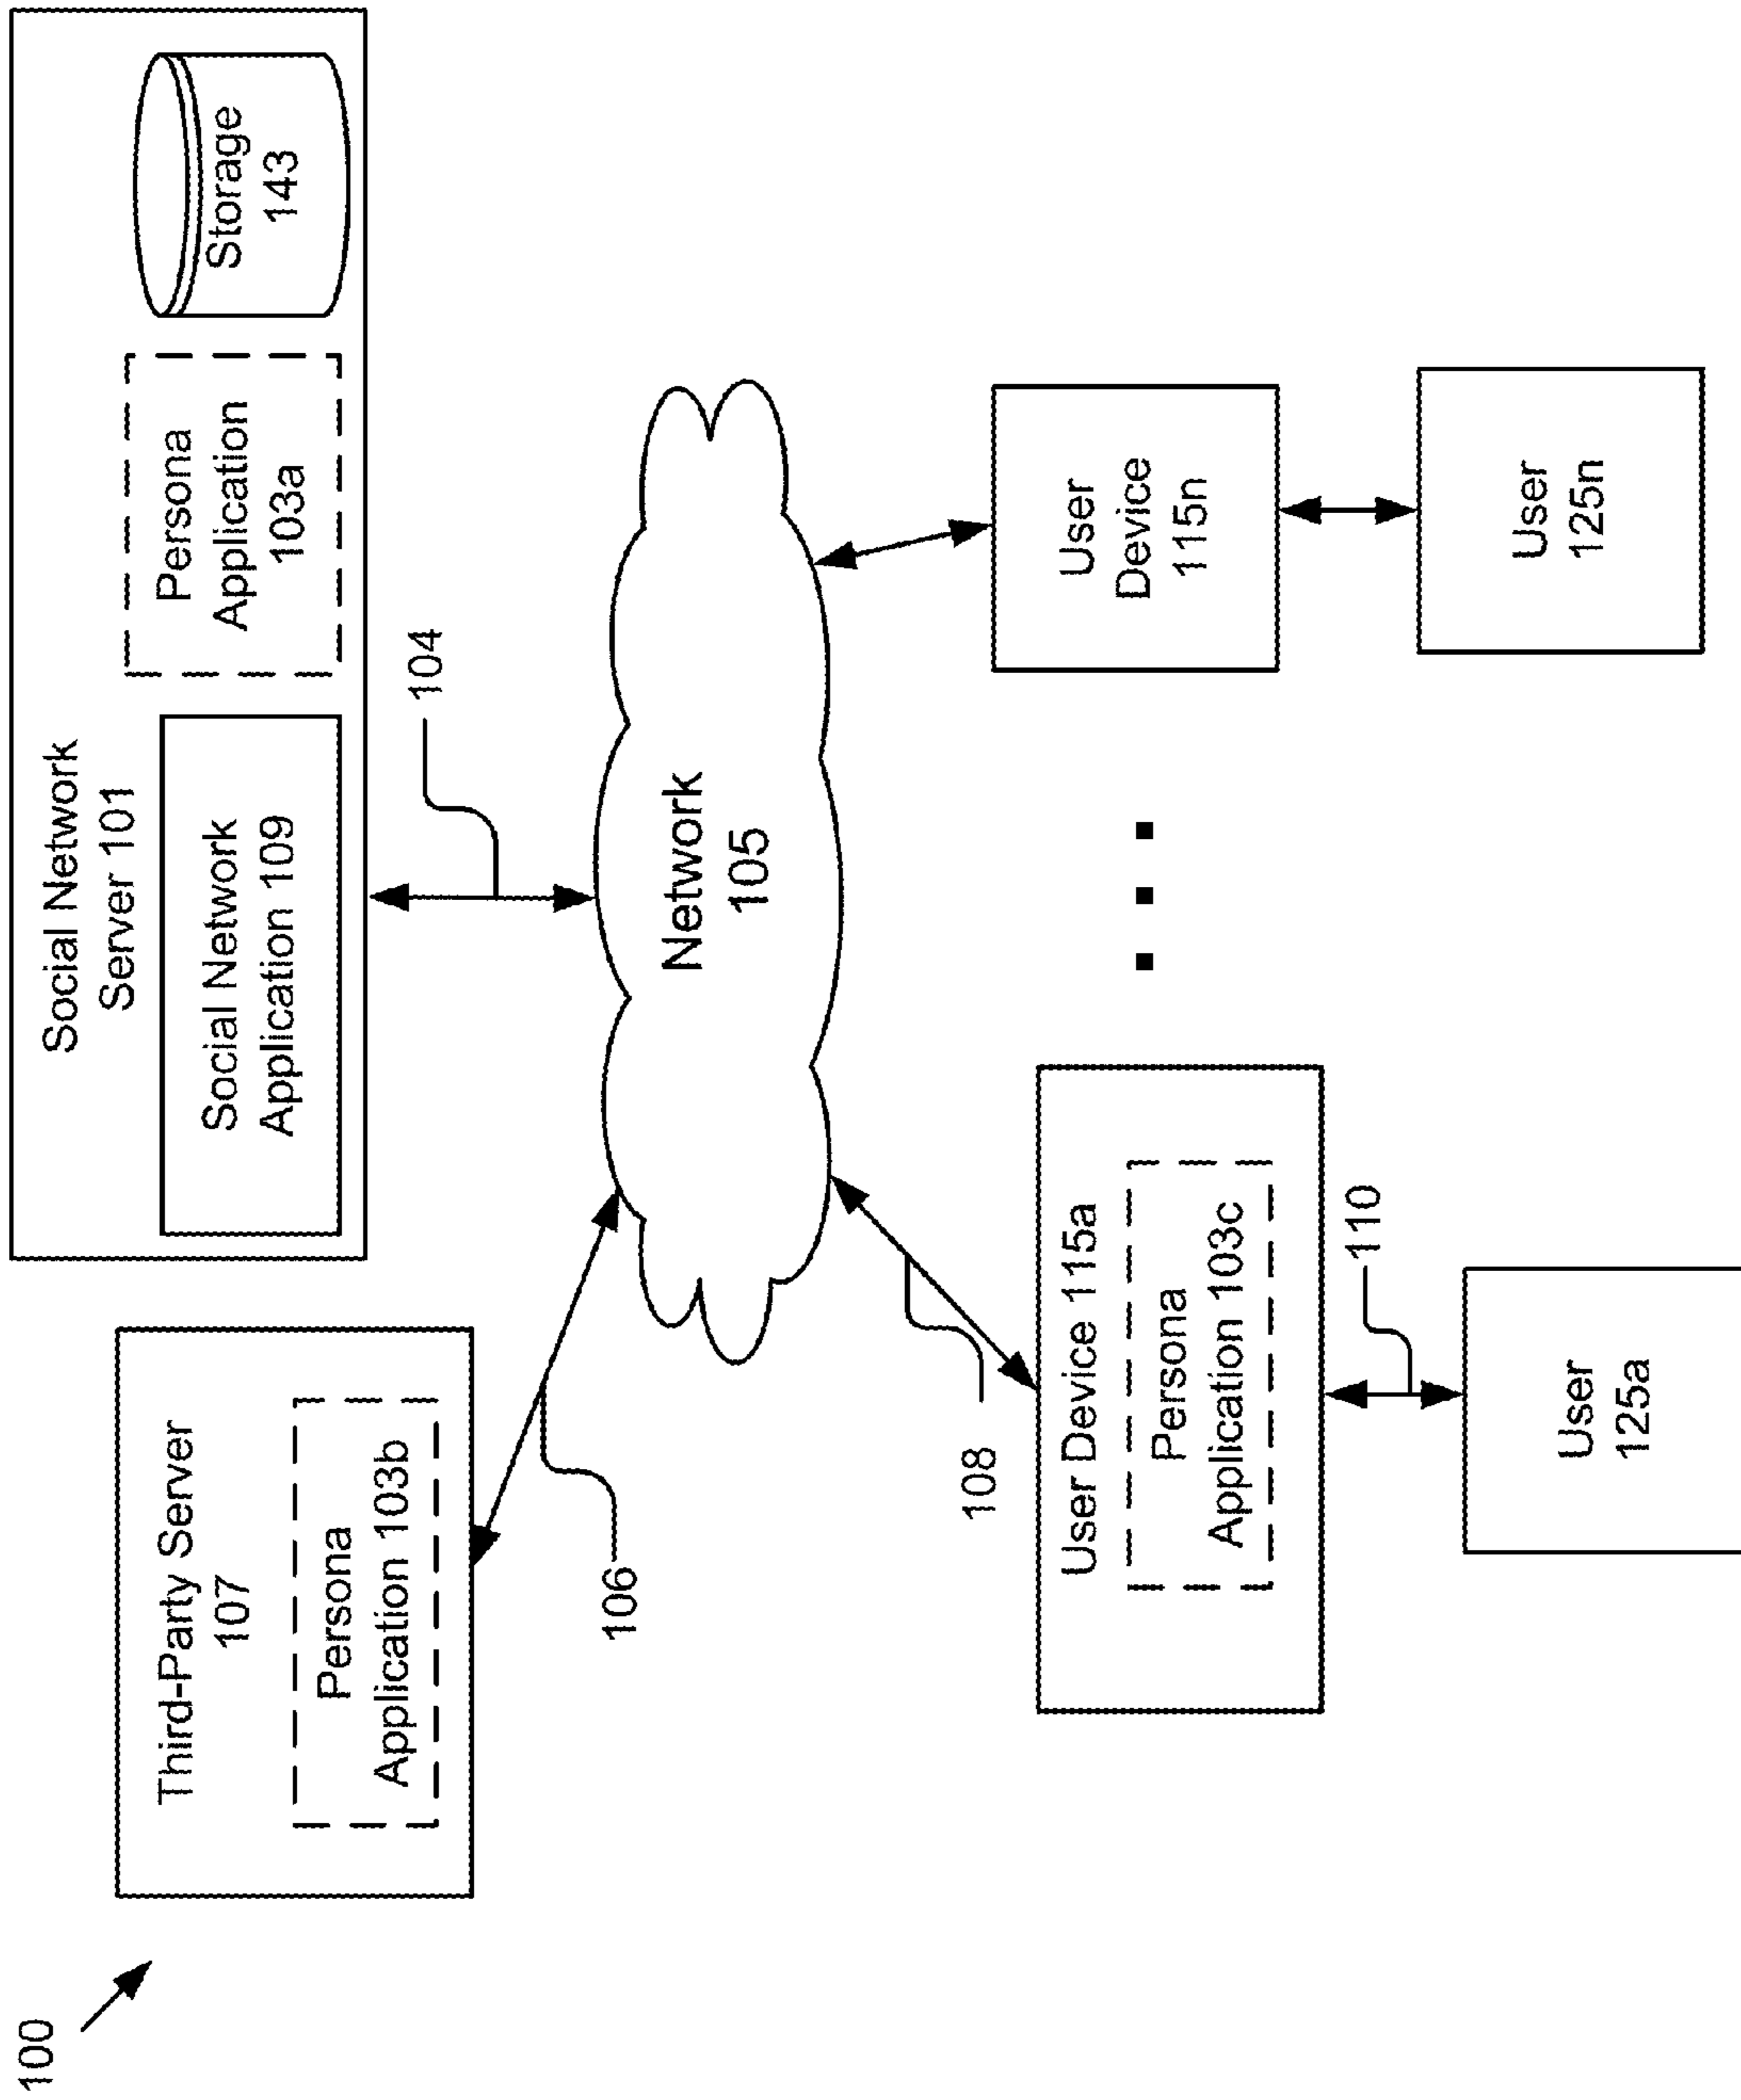 100
Third-Party Server
107
Persona
Application 103b
Social Network
Server 101
Social Network
Application 109
Persona
Application
103a
Storage
143
106
104
Network
105
108
User Device 115a
Persona
Application 103c
User
Device
115n
110
User
125a
User
125n